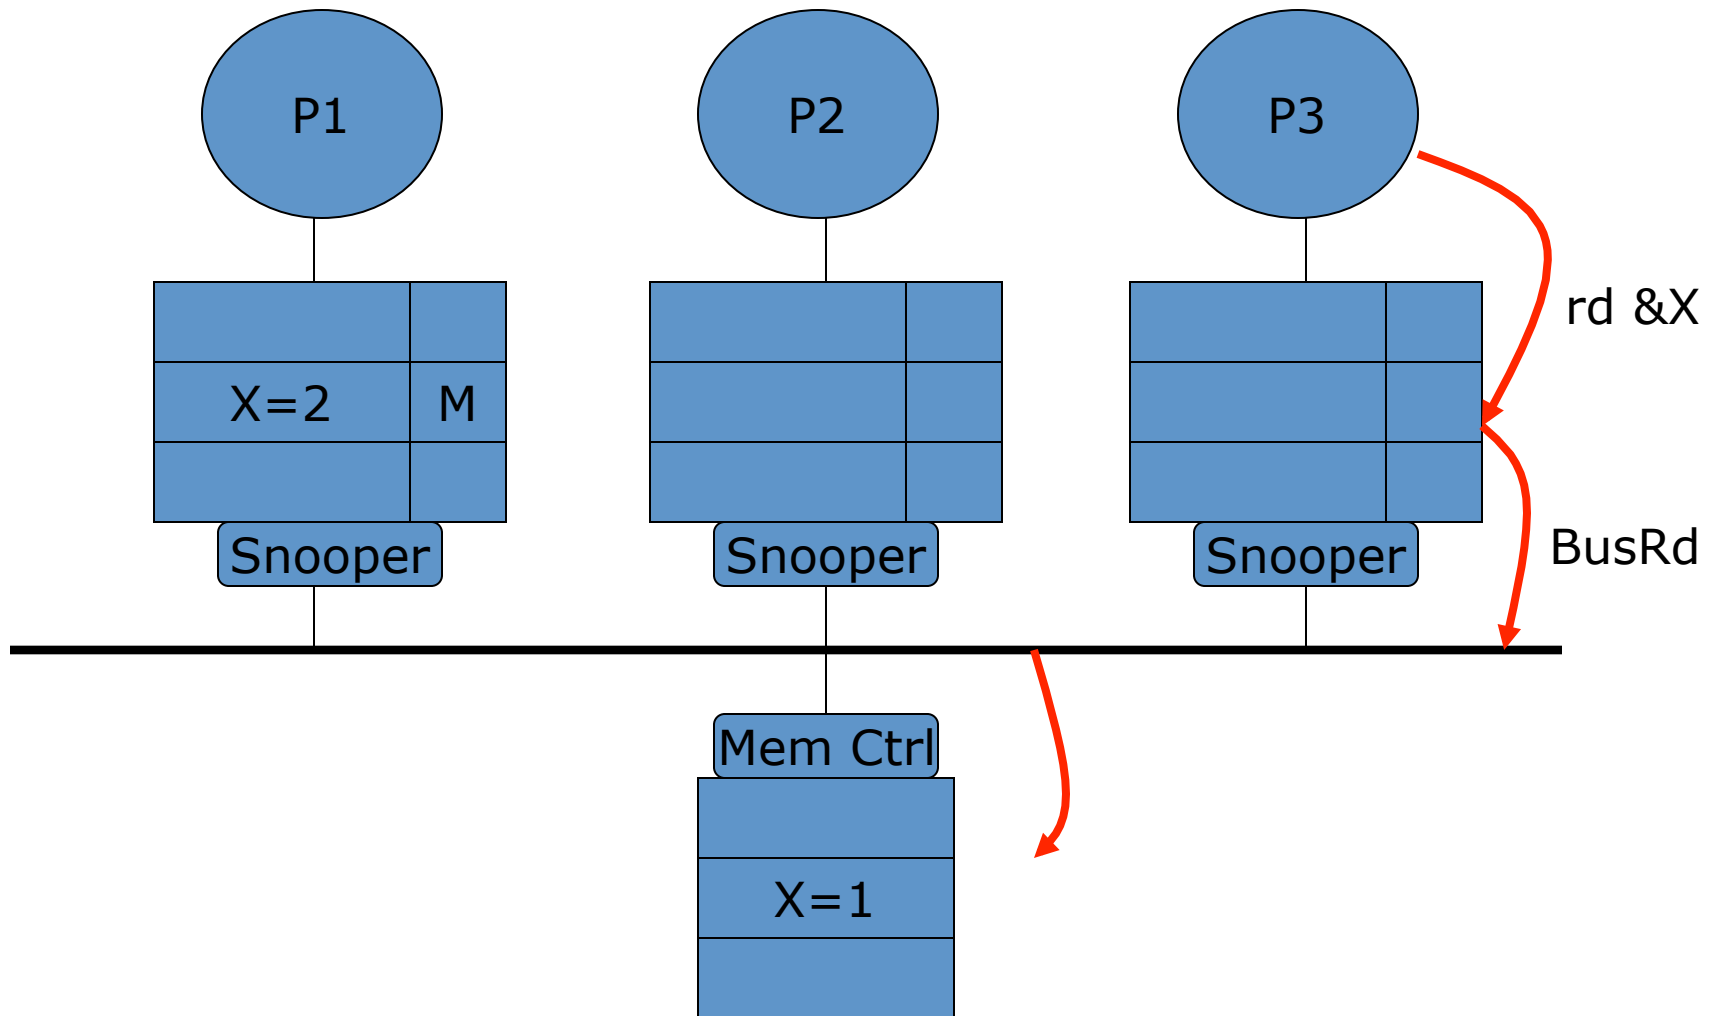 P1
P2
P3
rd &X
X=2
M
Snooper
Snooper
Snooper
BusRd
Mem Ctrl
X=1